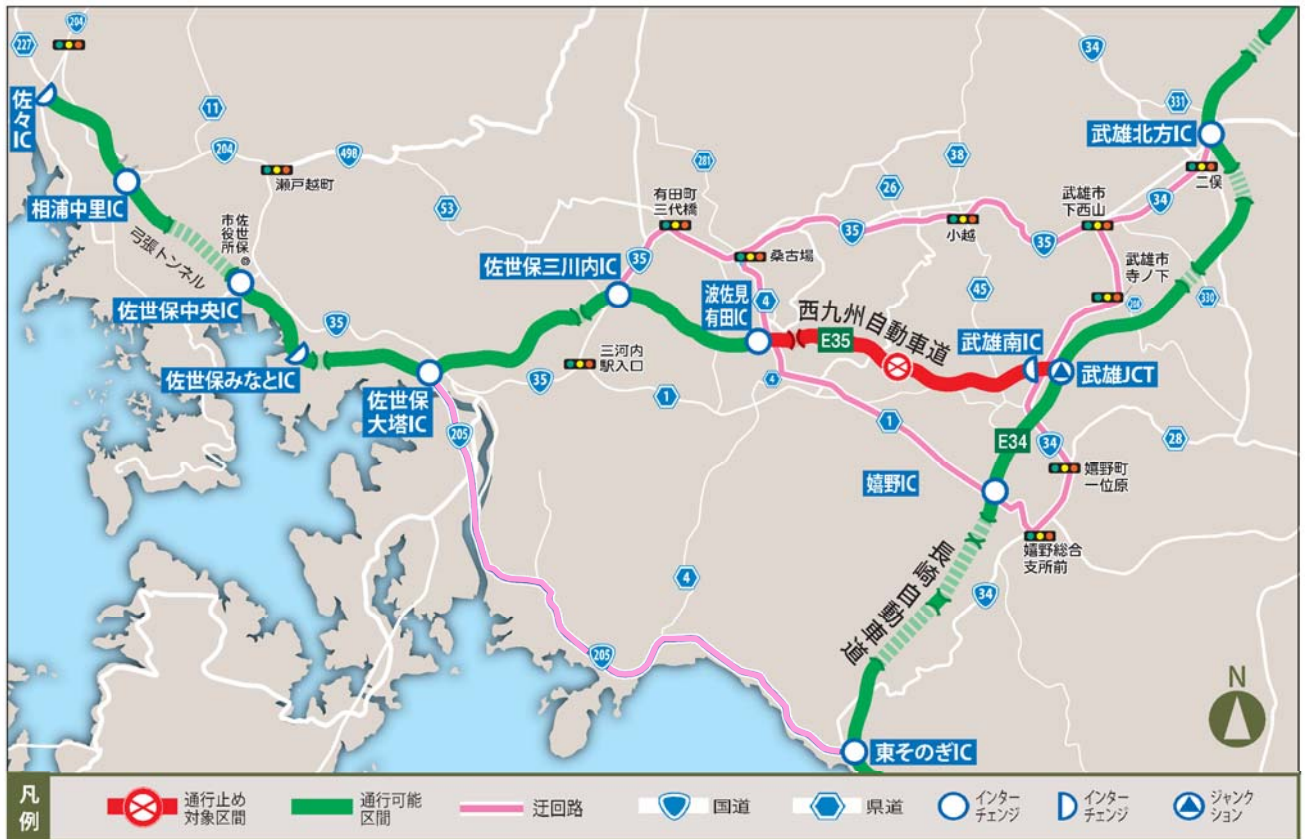 204
227
佐々IC
11
204
498
瀬戸越町
相浦中里IC
弓張トンネル
佐世保
市役所
53
佐世保中央IC
35
佐世保みなとIC
佐世保
大塔IC
205
205
34
331
武雄北方IC
二俣
34
38
281
26
有田町
三代橋
武雄市
下西山
35
小越
35
35
桑古場
武雄市
寺ノ下
330
佐世保三川内IC
波佐見
有田IC
4
45
西九州自動車道
E35
武雄南IC
武雄JCT
三河内
駅入口
35
1
4
1
E34
34
28
嬉野町
一位原
嬉野IC
嬉野総合
支所前
34
長崎自動車道
4
東そのぎIC
N
凡例
通行止め
対象区間
通行可能
区間
迂回路
国道
県道
インター
チェンジ
インター
チェンジ
ジャンク
ション